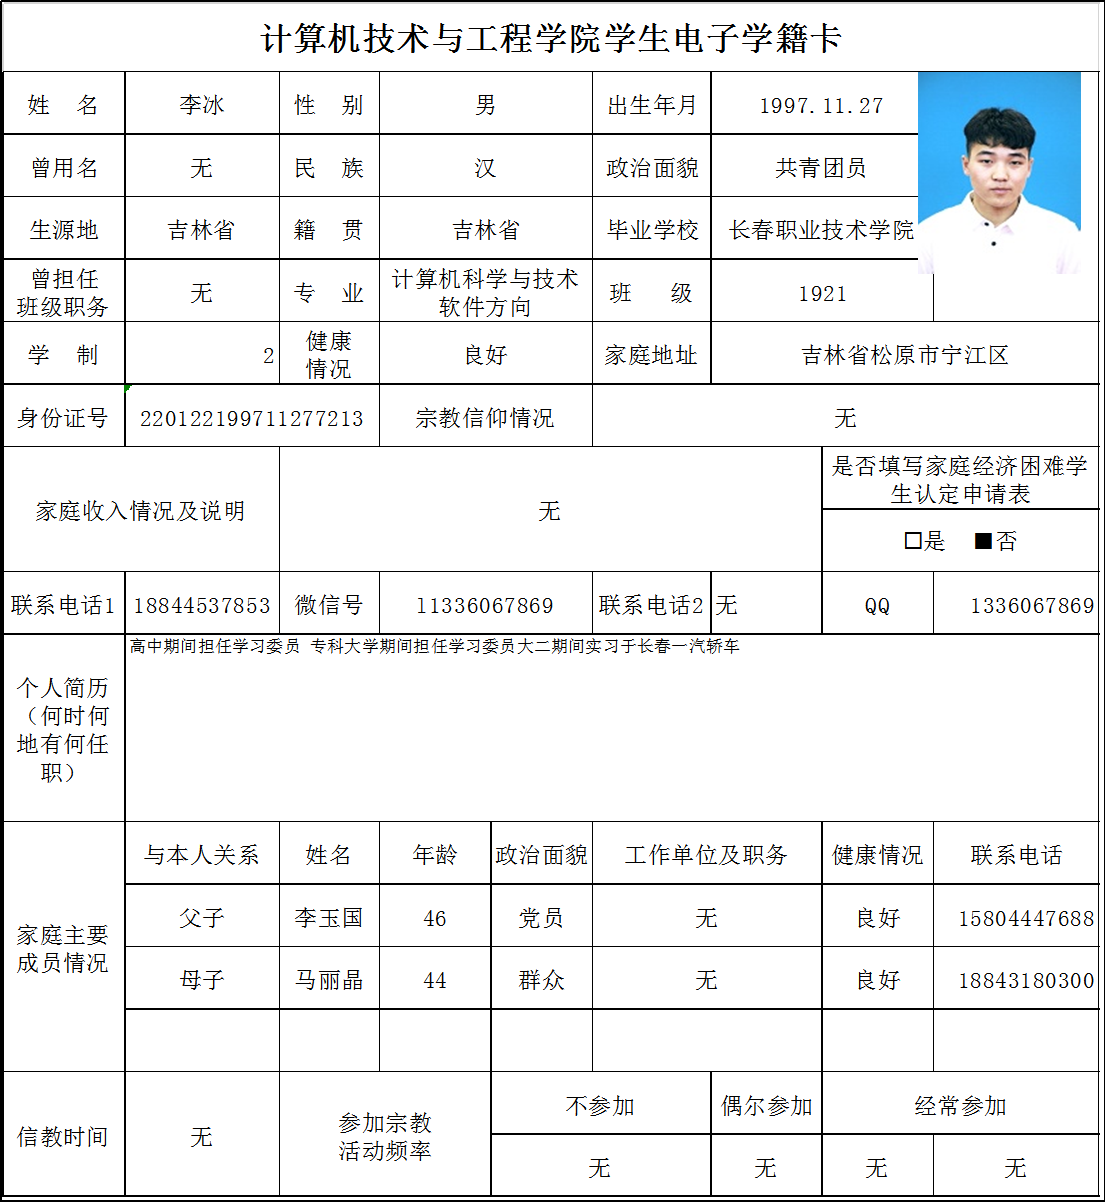 计算机技术与工程学院学生电子学籍卡
姓 名 李冰 性 别 男 出生年月 1997.11.27
曾用名 无 民 族 汉 政治面貌 共青团员
生源地 吉林省 籍 贯 吉林省 毕业学校 长春职业技术学院
曾担任
班级职务 无 专 业 计算机科学与技术
软件方向 班 级 1921
学 制 2 健康
情况 良好 家庭地址 吉林省松原市宁江区
身份证号 220122199711277213 宗教信仰情况 无
家庭收入情况及说明 无 是否填写家庭经济困难学
生认定申请表
□是 ■否
联系电话1 18844537853 微信号 11336067869 联系电话2 无 QQ 1336067869
个人简历
（何时何
地有何任
职）
高中期间担任学习委员 专科大学期间担任学习委员大二期间实习于长春一汽轿车
家庭主要
成员情况
与本人关系 姓名 年龄 政治面貌 工作单位及职务 健康情况 联系电话
父子 李玉国 46 党员 无 良好 15804447688
母子 马丽晶 44 群众 无 良好 18843180300
信教时间 无 参加宗教
活动频率
不参加 偶尔参加 经常参加
无 无 无 无